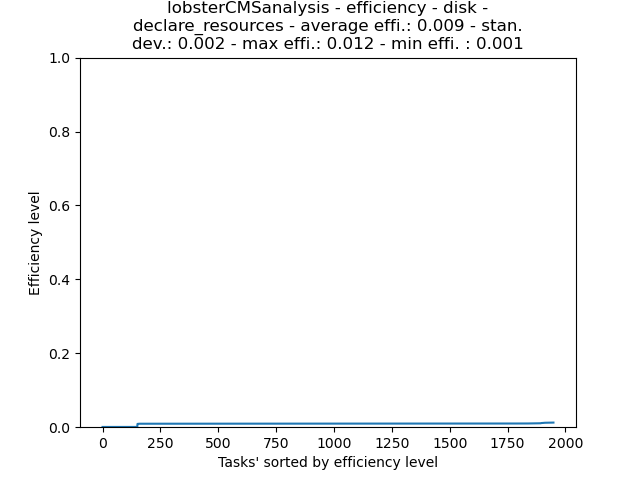 lobsterCMSanalysis - efficiency - disk -
declare_resources - average effi.: 0.009 - stan.
dev.: 0.002 - max effi.: 0.012 - min effi. : 0.001
1.0
0.8
0.6
0.4
0.2
0.0
Efficiency level
0 250 500 750 1000 1250 1500 1750 2000
Tasks' sorted by efficiency level